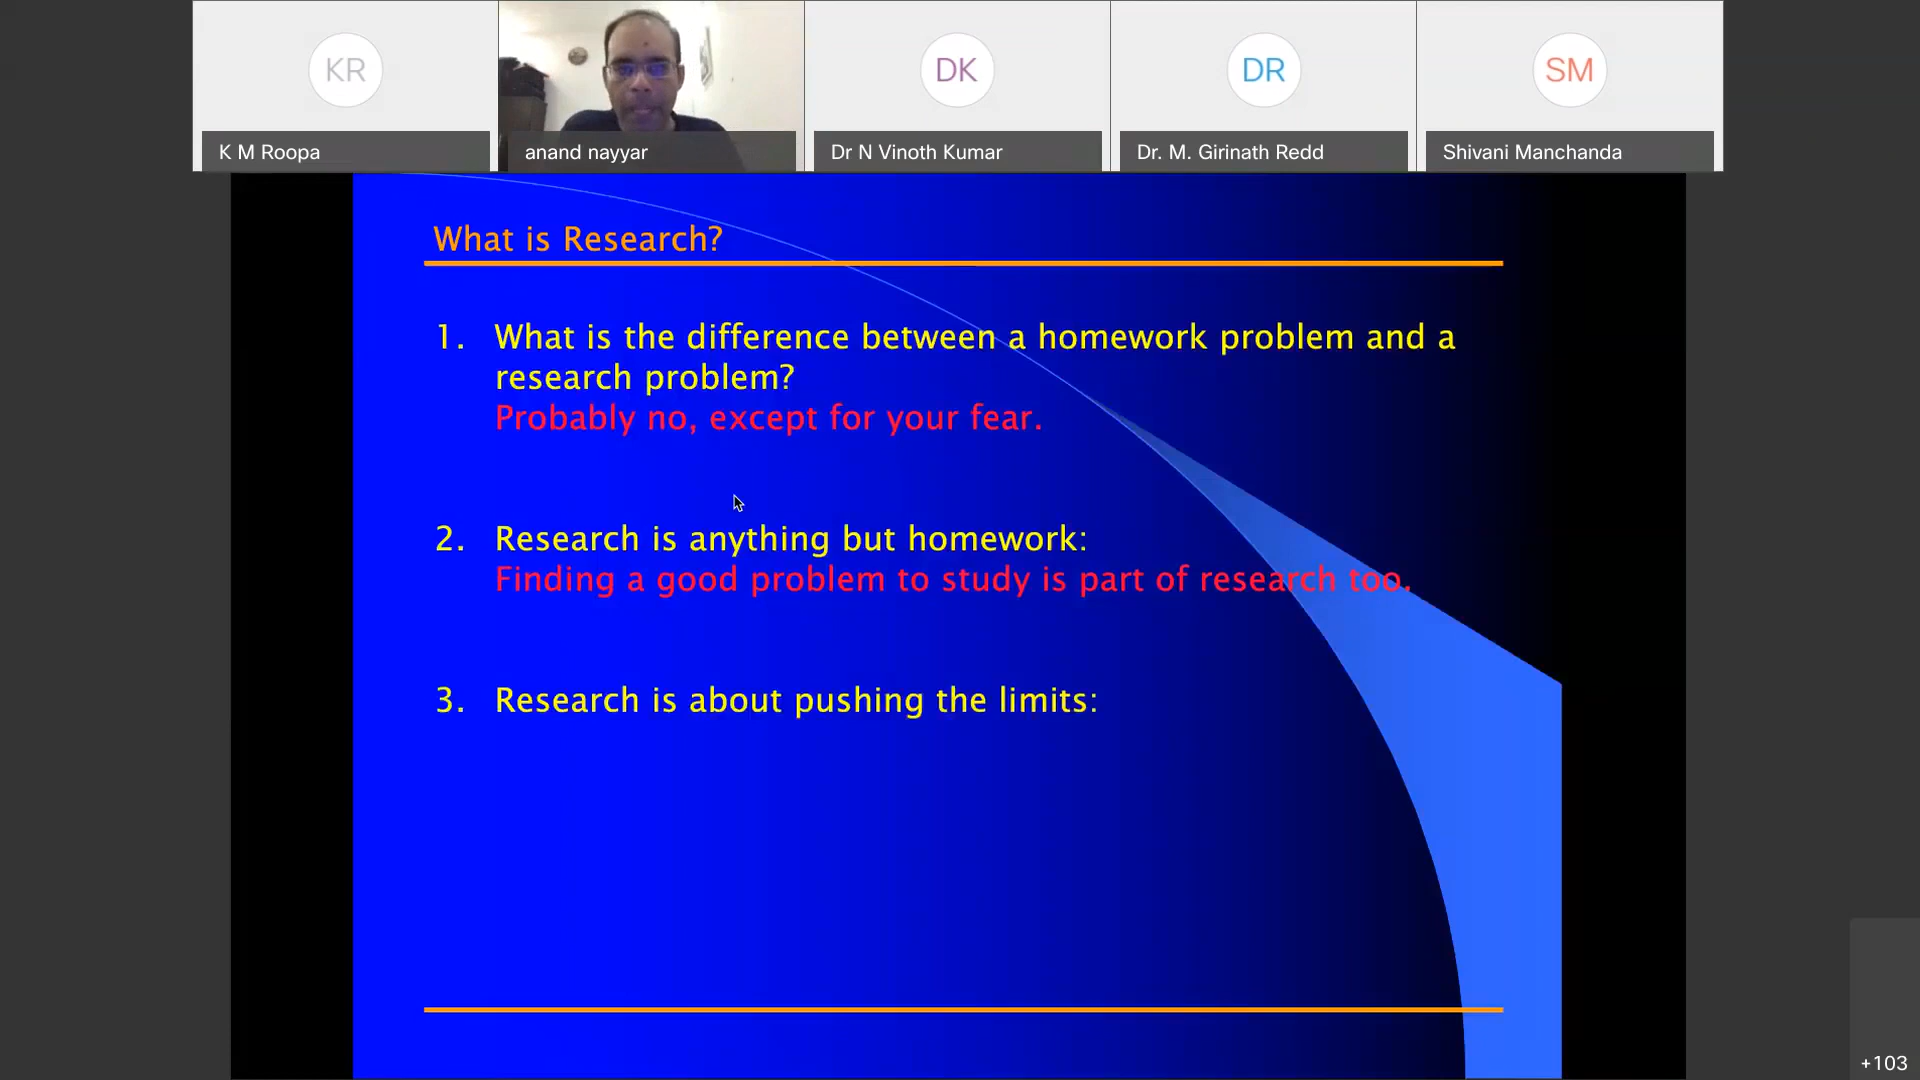 KR
DK
DR
SM
K M Roopa
anand nayyar
Dr N Vinoth Kumar
Dr. M. Girinath Redd
Shivani Manchanda
What is Research?
1. What is the difference between a homework problem and a
research problem?
Probably no, except for your fear.
2. Research is anything but homework:
Finding a good problem to study is part of research too.
3. Research is about pushing the limits:
+103